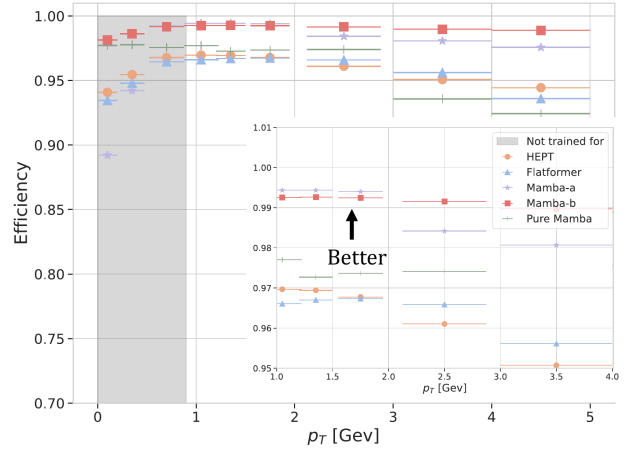 1.00
0.95
0.90
0.85
0.80
0.75
0.70
Efficiency
0 1 2 3 4 5
p_T [Gev]
1.01
1.00
0.99
0.98
0.97
0.96
0.95
1.0 1.5 2.0 2.5 3.0 3.5 4.0
p_T [Gev]
Better
Not trained for
HEPT
Flatformer
Mamba-a
Mamba-b
Pure Mamba